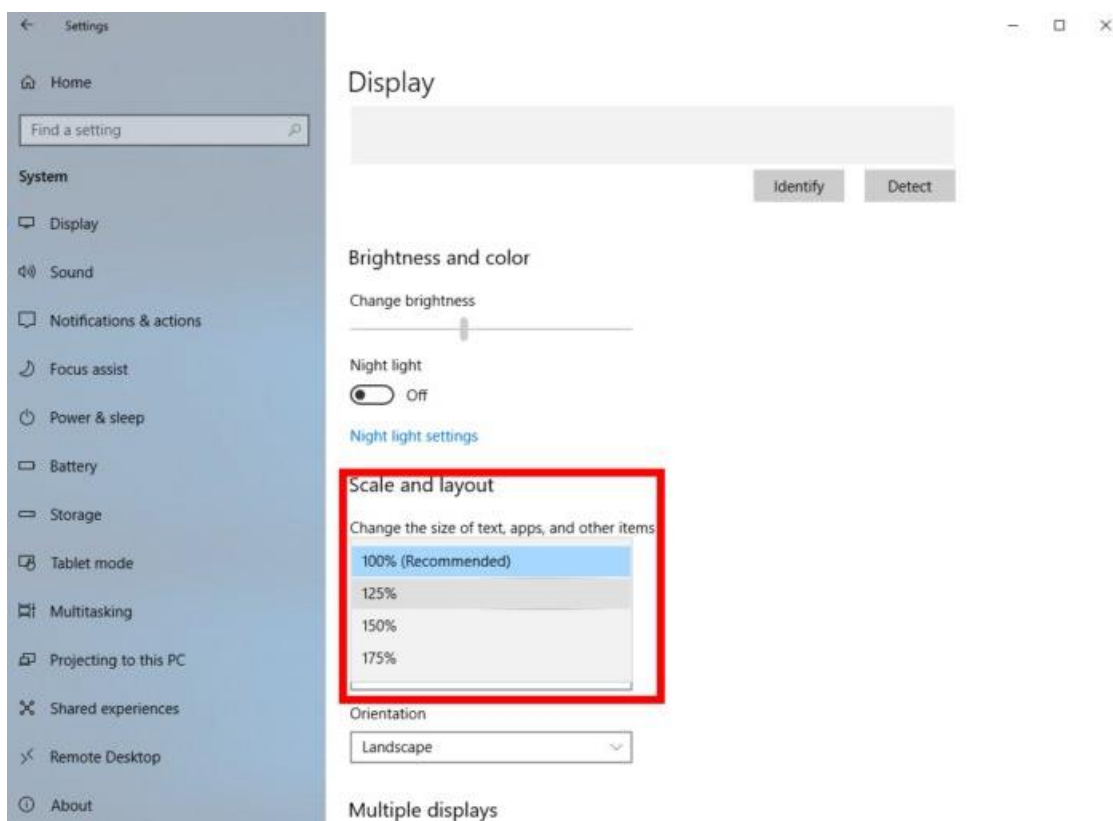 Settings
Home
Find a setting
System
Display
Sound
Notifications & actions
Focus assist
Power & sleep
Battery
Storage
Tablet mode
Multitasking
Projecting to this PC
Shared experiences
Remote Desktop
About
Display
Identify Detect
Brightness and color
Change brightness
Night light
Off
Night light settings
Scale and layout
Change the size of text, apps, and other items
100% (Recommended)
125%
150%
175%
Orientation
Landscape
Multiple displays